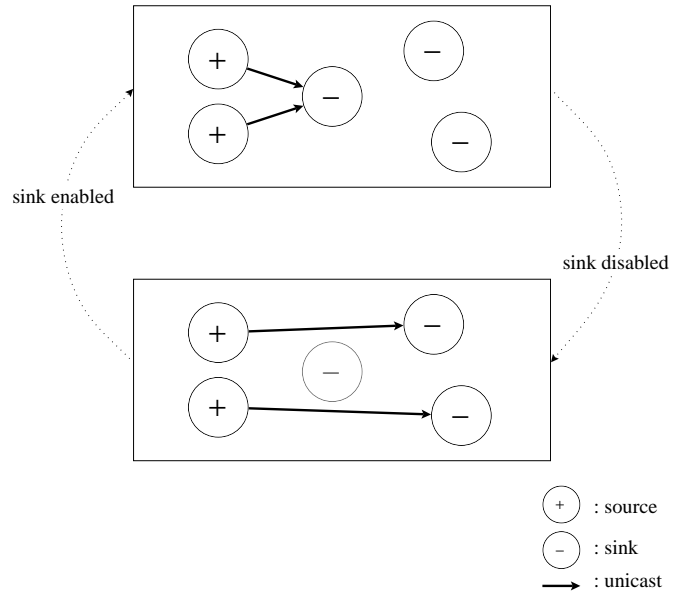 +
−
−
+
−
sink enabled
sink disabled
+
−
−
+
−
+ : source
− : sink
: unicast